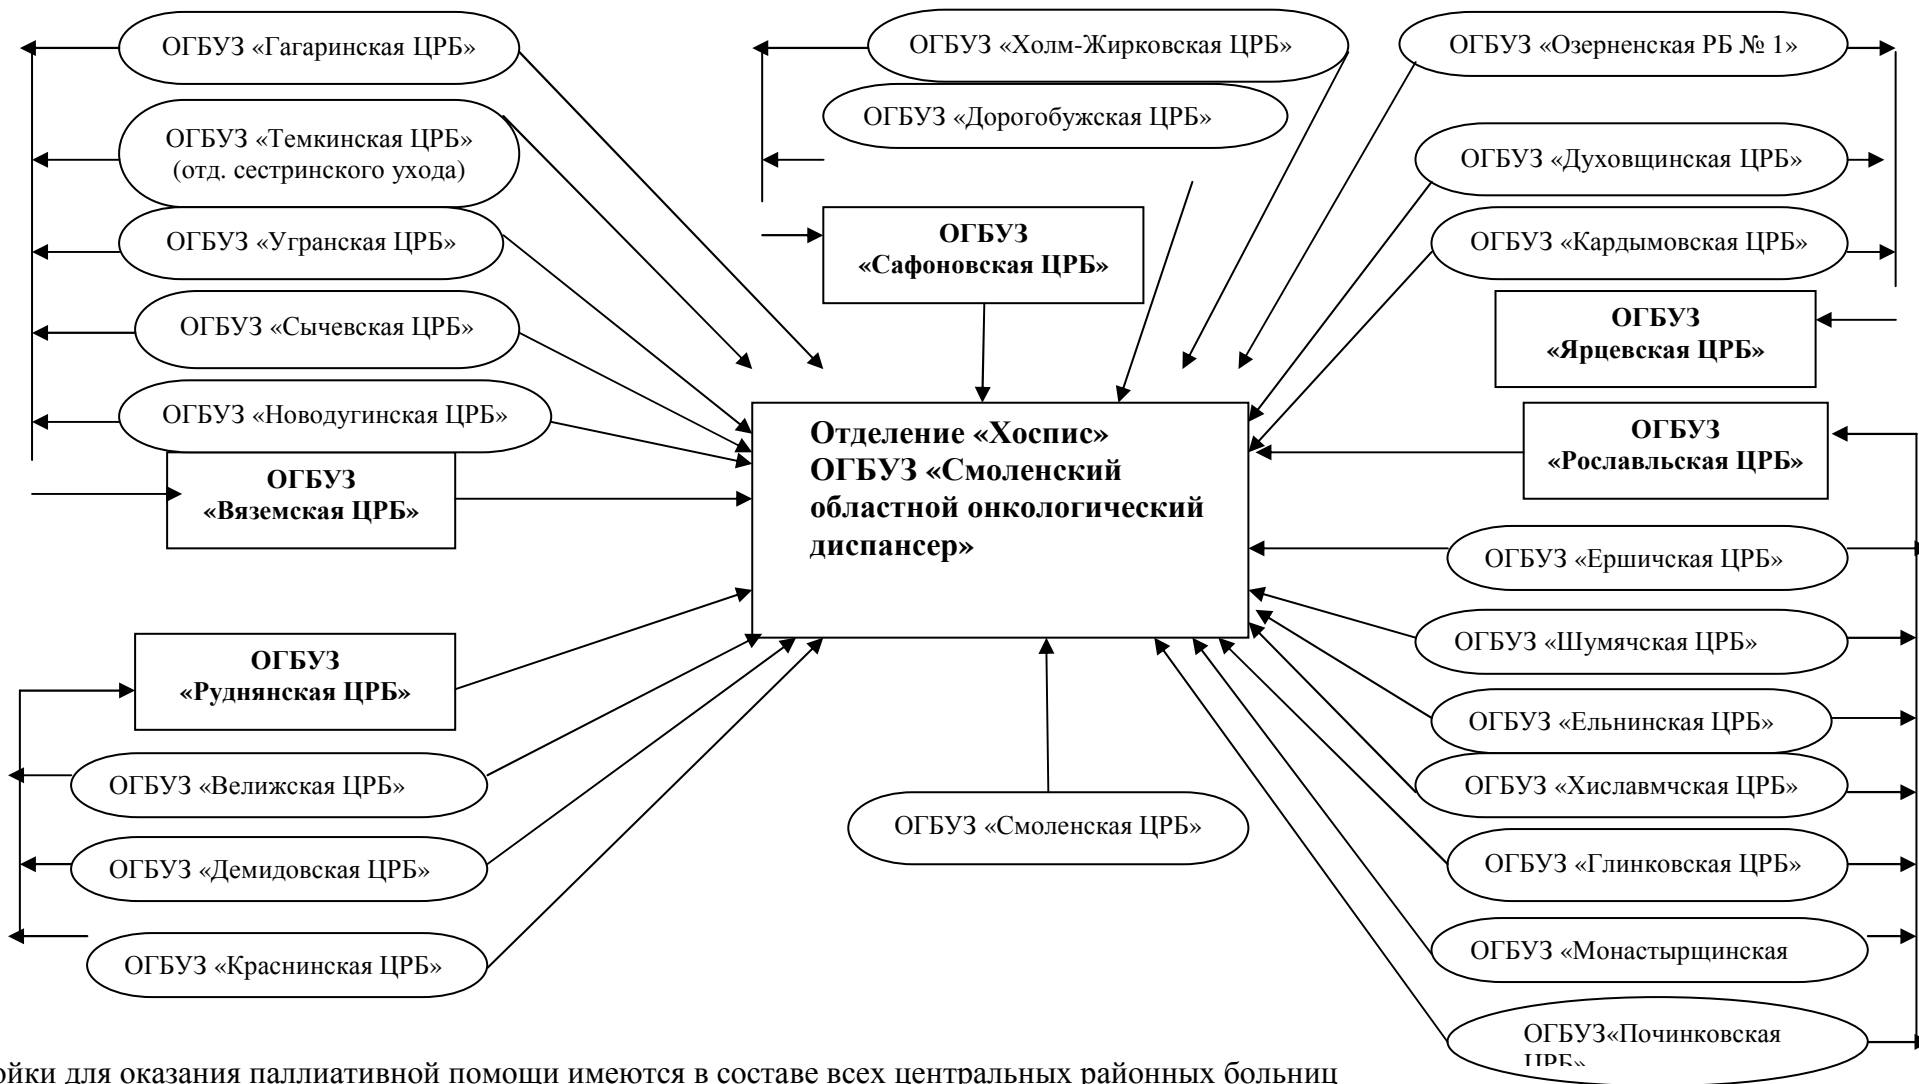 ОГБУЗ «Гагаринская ЦРБ»
ОГБУЗ «Темкинская ЦРБ»
(отд. сестринского ухода)
ОГБУЗ «Угранская ЦРБ»
ОГБУЗ «Сычевская ЦРБ»
ОГБУЗ «Новодугинская ЦРБ»
ОГБУЗ
«Вяземская ЦРБ»
ОГБУЗ «Холм-Жирковская ЦРБ»
ОГБУЗ «Дорогобужская ЦРБ»
ОГБУЗ
«Сафоновская ЦРБ»
ОГБУЗ «Озерненская РБ № 1»
ОГБУЗ «Духовщинская ЦРБ»
ОГБУЗ «Кардымовская ЦРБ»
ОГБУЗ
«Ярцевская ЦРБ»
Отделение «Хоспис»
ОГБУЗ «Смоленский
областной онкологический
диспансер»
ОГБУЗ
«Рославльская ЦРБ»
ОГБУЗ «Ершичская ЦРБ»
ОГБУЗ «Шумячская ЦРБ»
ОГБУЗ «Ельнинская ЦРБ»
ОГБУЗ «Хиславмчская ЦРБ»
ОГБУЗ «Глинковская ЦРБ»
ОГБУЗ «Монастырщинская
ОГБУЗ«Починковская
ЦРБ»
ОГБУЗ
«Руднянская ЦРБ»
ОГБУЗ «Велижская ЦРБ»
ОГБУЗ «Демидовская ЦРБ»
ОГБУЗ «Краснинская ЦРБ»
ОГБУЗ «Смоленская ЦРБ»
ойки для оказания паллиативной помощи имеются в составе всех центральных районных больниц